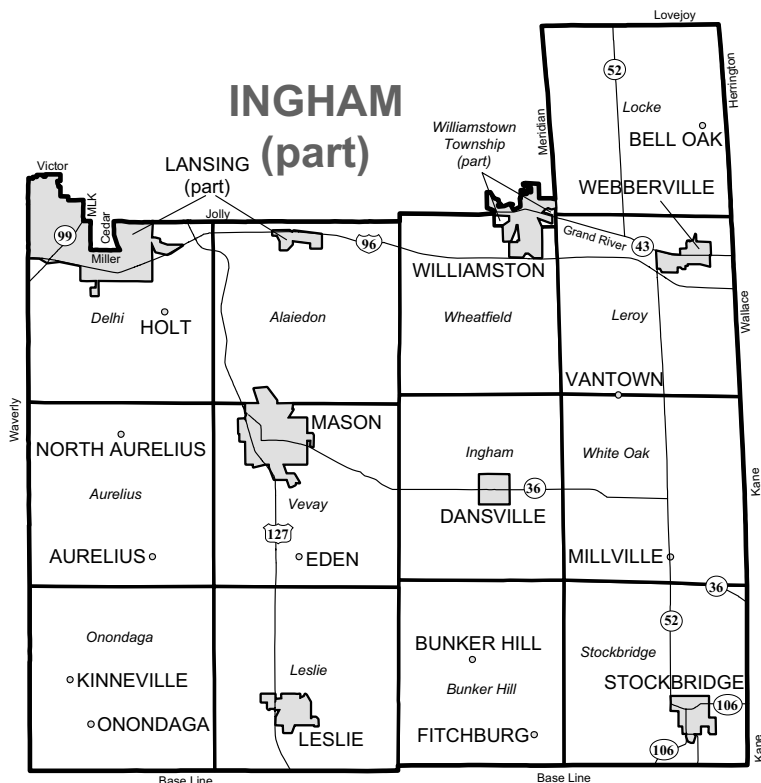 Lovejoy
INGHAM
(part)
52
Locke
Herrington
BELL OAK
Meridian
Williamstown
Township
(part)
Victor
LANSING
(part)
MLK
Cedar
Jolly
WEBBERVILLE
99
Miller
96
Grand River
43
WILLIAMSTON
Delhi
HOLT
Alaiedon
Wheatfield
Leroy
Wallace
VANTOWN
Waverly
MASON
NORTH AURELIUS
Ingham
White Oak
Kane
Aurelius
Vevay
36
DANSVILLE
127
AURELIUS
EDEN
MILLVILLE
36
52
Onondaga
BUNKER HILL
Stockbridge
Leslie
KINNEVILLE
Bunker Hill
STOCKBRIDGE
106
ONONDAGA
LESLIE
FITCHBURG
106
Kane
Base Line
Base Line